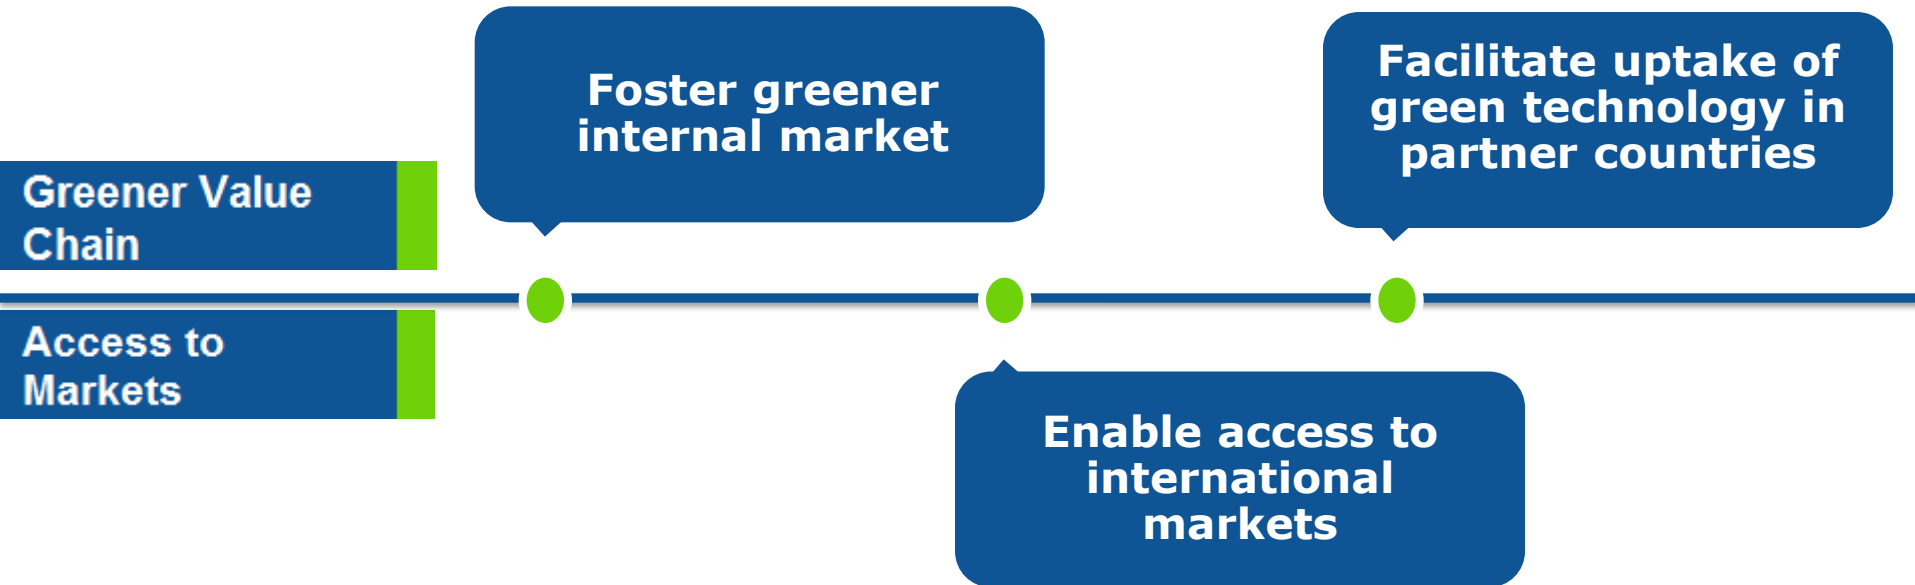 Foster greener
internal market
Facilitate uptake of
green technology in
partner countries
Greener Value
Chain
Access to
Markets
Enable access to
international
markets